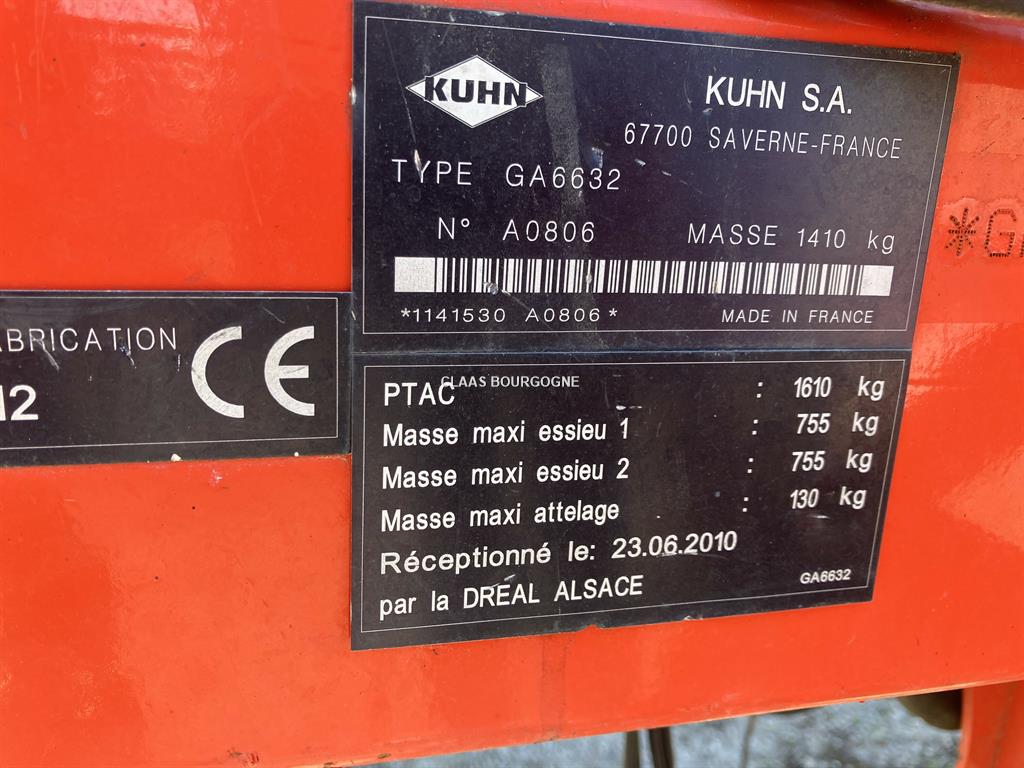 KUHN
KUHN S.A.
67700 SAVERNE-FRANCE
TYPE GA6632
N° A0806 MASSE 1410 kg
*1141530 A0806*
MADE IN FRANCE
ABRICATION
12
CE
CLAAS BOURGOGNE
PTAC : 1610 kg
Masse maxi essieu 1 : 755 kg
Masse maxi essieu 2 : 755 kg
Masse maxi attelage : 130 kg
Réceptionné le: 23.06.2010
par la DREAL ALSACE
GA6632
*G